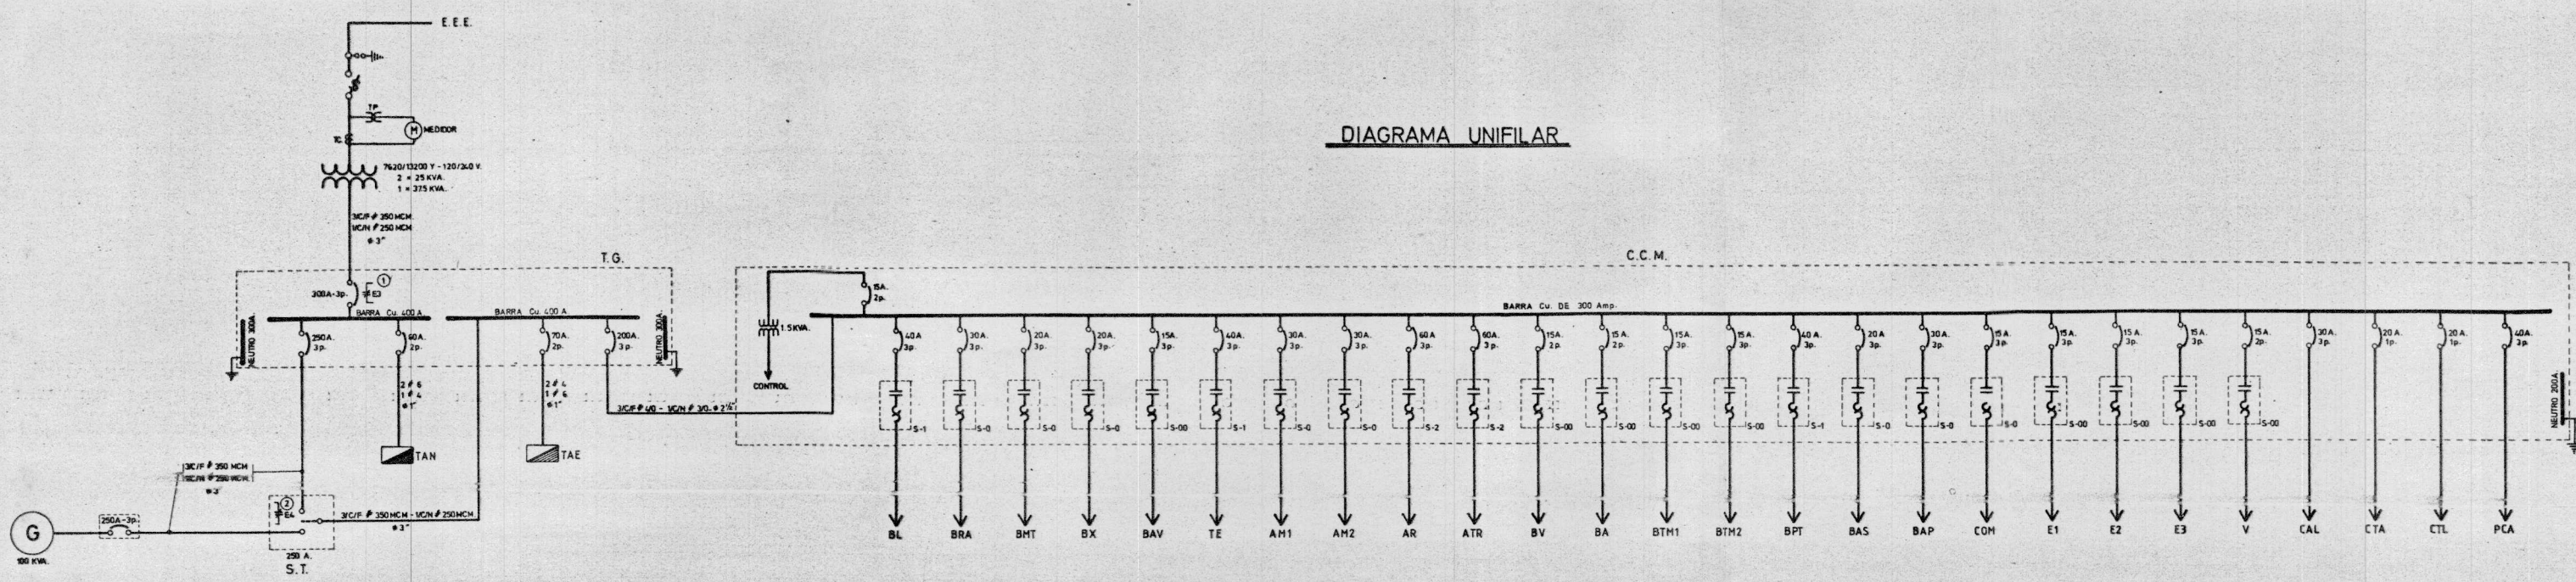 E.E.E.
TP
M MEDIDOR
TC
7620/13200 Y - 120/240 V.
2 × 25 KVA.
1 × 37.5 KVA.
3/C/F # 350 MCM.
1/C/N # 250 MCM
ø 3"
DIAGRAMA UNIFILAR
T.G.
C.C.M.
300A-3p.
E3
1
BARRA Cu. 400 A
BARRA Cu. 400 A.
NEUTRO 300A.
250A.
3p.
60A.
2p.
70A.
2p.
200A.
3p.
NEUTRO 300A.
2 # 6
1 # 4
ø 1"
2 # 4
1 # 6
ø 1"
TAN
TAE
3/C/F # 4/0 - 1/C/N # 3/0 - ø 2½"
1.5 KVA.
CONTROL
15A.
2p.
BARRA Cu. DE 300 Amp.
40A 3p. S-1 BL
30A. 3p. S-0 BRA
20A 3p. S-0 BMT
20A. 3p. S-0 BX
15A. 3p. S-00 BAV
40A. 3p. S-1 TE
30A. 3p. S-0 AM1
30A. 3p. S-0 AM2
60A 3p. S-2 AR
60A. 3p. S-2 ATR
15A. 2p. S-00 BV
15A. 2p. S-00 BA
15A. 3p. S-00 BTM1
15A. 3p. S-00 BTM2
40A. 3p. S-1 BPT
20A 3p. S-0 BAS
30A. 3p. S-0 BAP
15A. 3p. S-0 COM
15A. 3p. S-00 E1
15A. 3p. S-00 E2
15A. 3p. S-00 E3
15A. 2p. S-00 V
30A. 3p. CAL
20A 1p. CTA
20A. 1p. CTL
40A. 3p. PCA
NEUTRO 200A.
3/C/F # 350 MCM
1/C/N # 250 MCM.
ø 3"
2
E4
3/C/F # 350 MCM - 1/C/N # 250 MCM
ø 3"
G
100 KVA.
250A-3p.
250 A.
S.T.